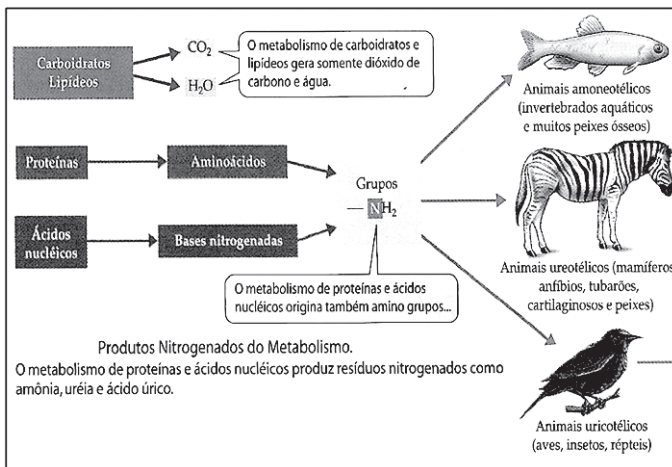 Carboidratos
Lipídeos
CO2
H2O
O metabolismo de carboidratos e
lipídeos gera somente dióxido de
carbono e água.
Animais amoneotélicos
(invertebrados aquáticos
e muitos peixes ósseos)
Proteínas
Aminoácidos
Grupos
— NH2
Ácidos
nucléicos
Bases nitrogenadas
O metabolismo de proteínas e ácidos
nucléicos origina também amino grupos...
Animais ureotélicos (mamíferos
anfíbios, tubarões,
cartilaginosos e peixes)
Produtos Nitrogenados do Metabolismo.
O metabolismo de proteínas e ácidos nucléicos produz resíduos nitrogenados como
amônia, uréia e ácido úrico.
Animais uricotélicos
(aves, insetos, répteis)